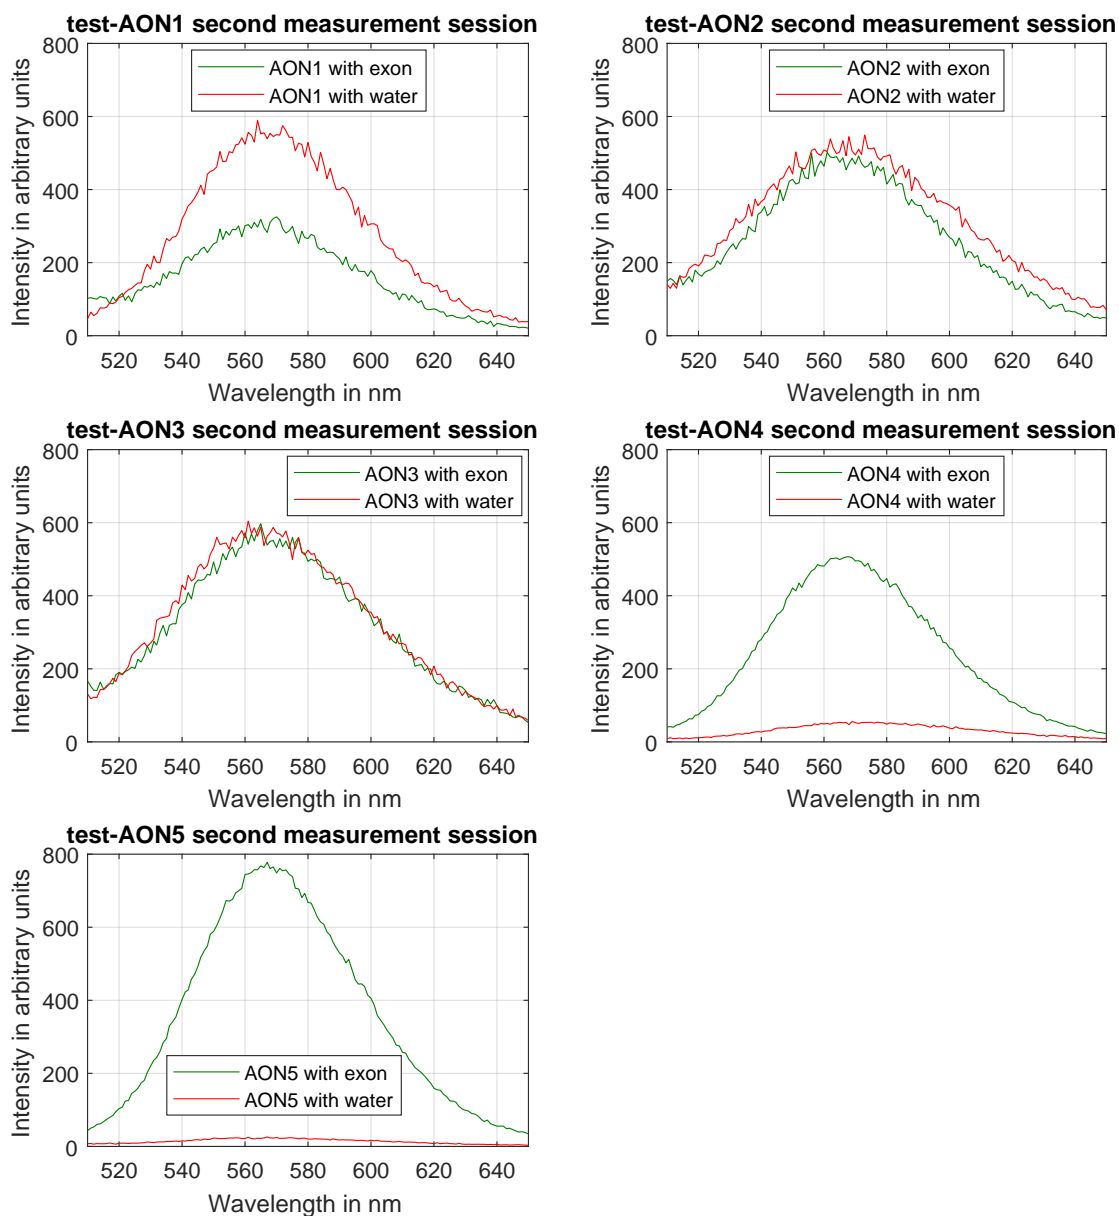 test-AON1 second measurement session
800
600
400
200
0
Intensity in arbitrary units
AON1 with exon
AON1 with water
520 540 560 580 600 620 640
Wavelength in nm
test-AON2 second measurement session
800
600
400
200
0
Intensity in arbitrary units
AON2 with exon
AON2 with water
520 540 560 580 600 620 640
Wavelength in nm
test-AON3 second measurement session
800
600
400
200
0
Intensity in arbitrary units
AON3 with exon
AON3 with water
520 540 560 580 600 620 640
Wavelength in nm
test-AON4 second measurement session
800
600
400
200
0
Intensity in arbitrary units
AON4 with exon
AON4 with water
520 540 560 580 600 620 640
Wavelength in nm
test-AON5 second measurement session
800
600
400
200
0
Intensity in arbitrary units
AON5 with exon
AON5 with water
520 540 560 580 600 620 640
Wavelength in nm